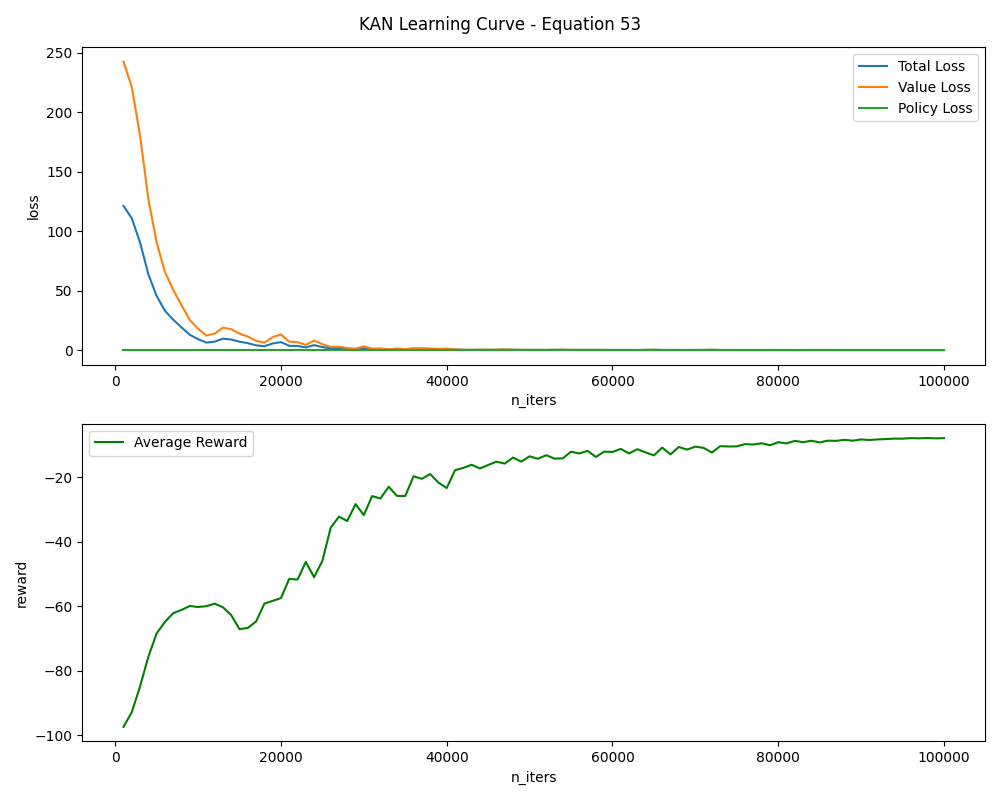 KAN Learning Curve - Equation 53
250
200
150
100
50
0
loss
Total Loss
Value Loss
Policy Loss
0 20000 40000 60000 80000 100000
n_iters
Average Reward
−20
−40
−60
−80
−100
reward
0 20000 40000 60000 80000 100000
n_iters